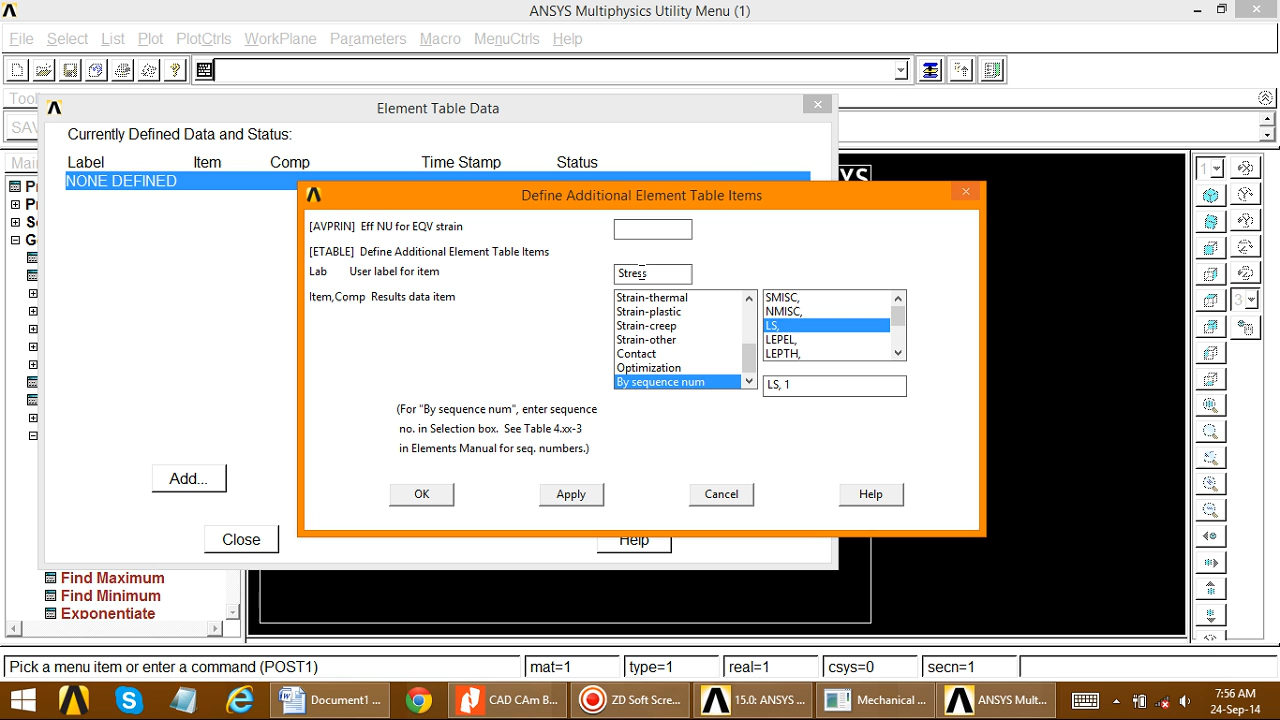 ANSYS Multiphysics Utility Menu (1)
File Select List Plot PlotCtrls WorkPlane Parameters Macro MenuCtrls Help
Element Table Data
Currently Defined Data and Status:
Label Item Comp Time Stamp Status
NONE DEFINED
Define Additional Element Table Items
[AVPRIN] Eff NU for EQV strain
[ETABLE] Define Additional Element Table Items
Lab User label for item Stress
Item,Comp Results data item
Strain-thermal
Strain-plastic
Strain-creep
Strain-other
Contact
Optimization
By sequence num
SMISC,
NMISC,
LS,
LEPEL,
LEPTH,
LS, 1
(For "By sequence num", enter sequence
no. in Selection box. See Table 4.xx-3
in Elements Manual for seq. numbers.)
OK Apply Cancel Help
Add...
Close Help
Find Maximum
Find Minimum
Exponentiate
1
3
Pick a menu item or enter a command (POST1) mat=1 type=1 real=1 csys=0 secn=1
Document1 ... CAD CAm B... ZD Soft Scre... 15.0: ANSYS ... Mechanical ... ANSYS Mult...
7:56 AM
24-Sep-14